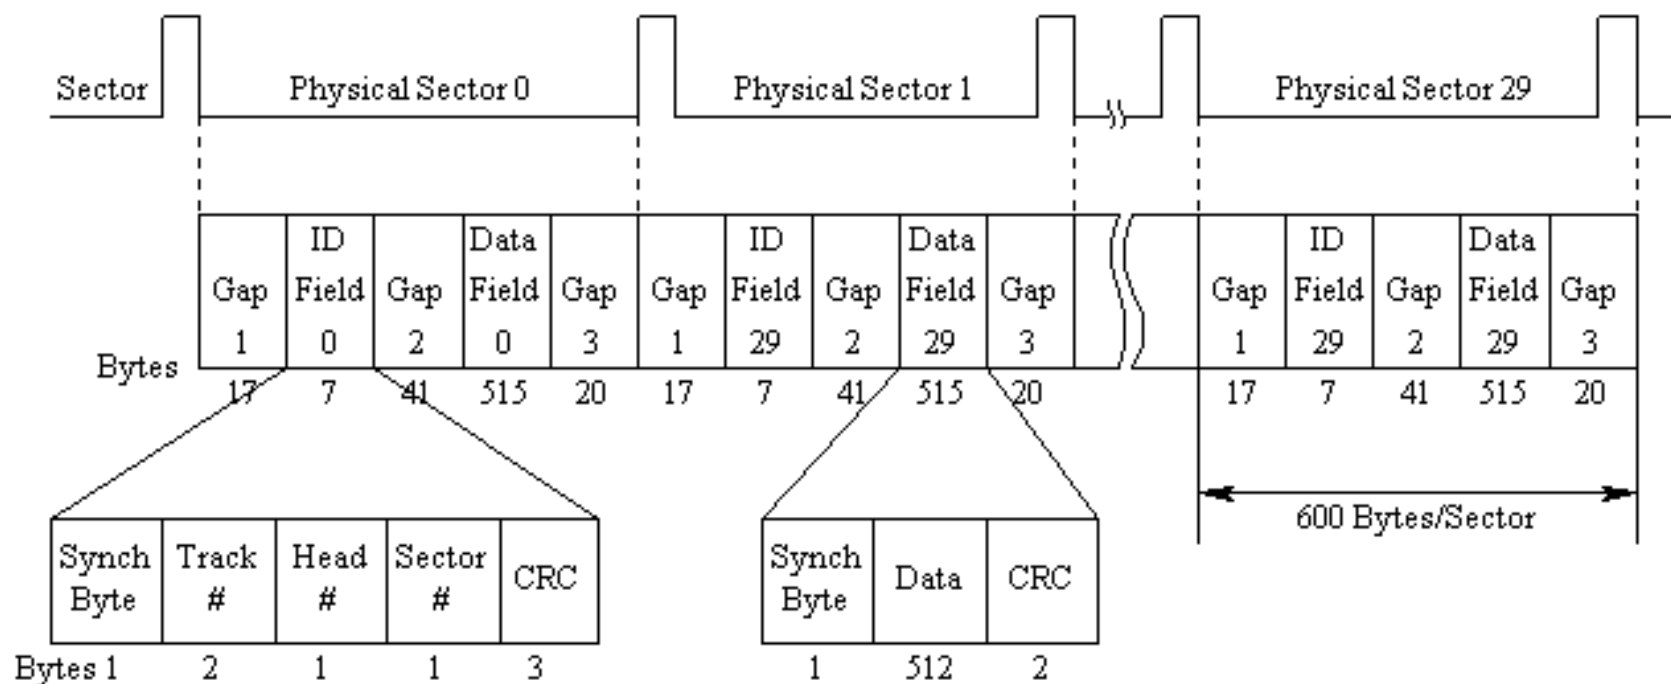 Sector Physical Sector 0 Physical Sector 1 Physical Sector 29
ID Data ID Data ID Data
Gap Field Gap Field Gap Gap Field Gap Field Gap Gap Field Gap Field Gap
1 0 2 0 3 1 29 2 29 3 1 29 2 29 3
Bytes
17 7 41 515 20 17 7 41 515 20 17 7 41 515 20
600 Bytes/Sector
Synch Track Head Sector CRC Synch Data CRC
Byte # # # Byte
Bytes 1 2 1 1 3 1 512 2